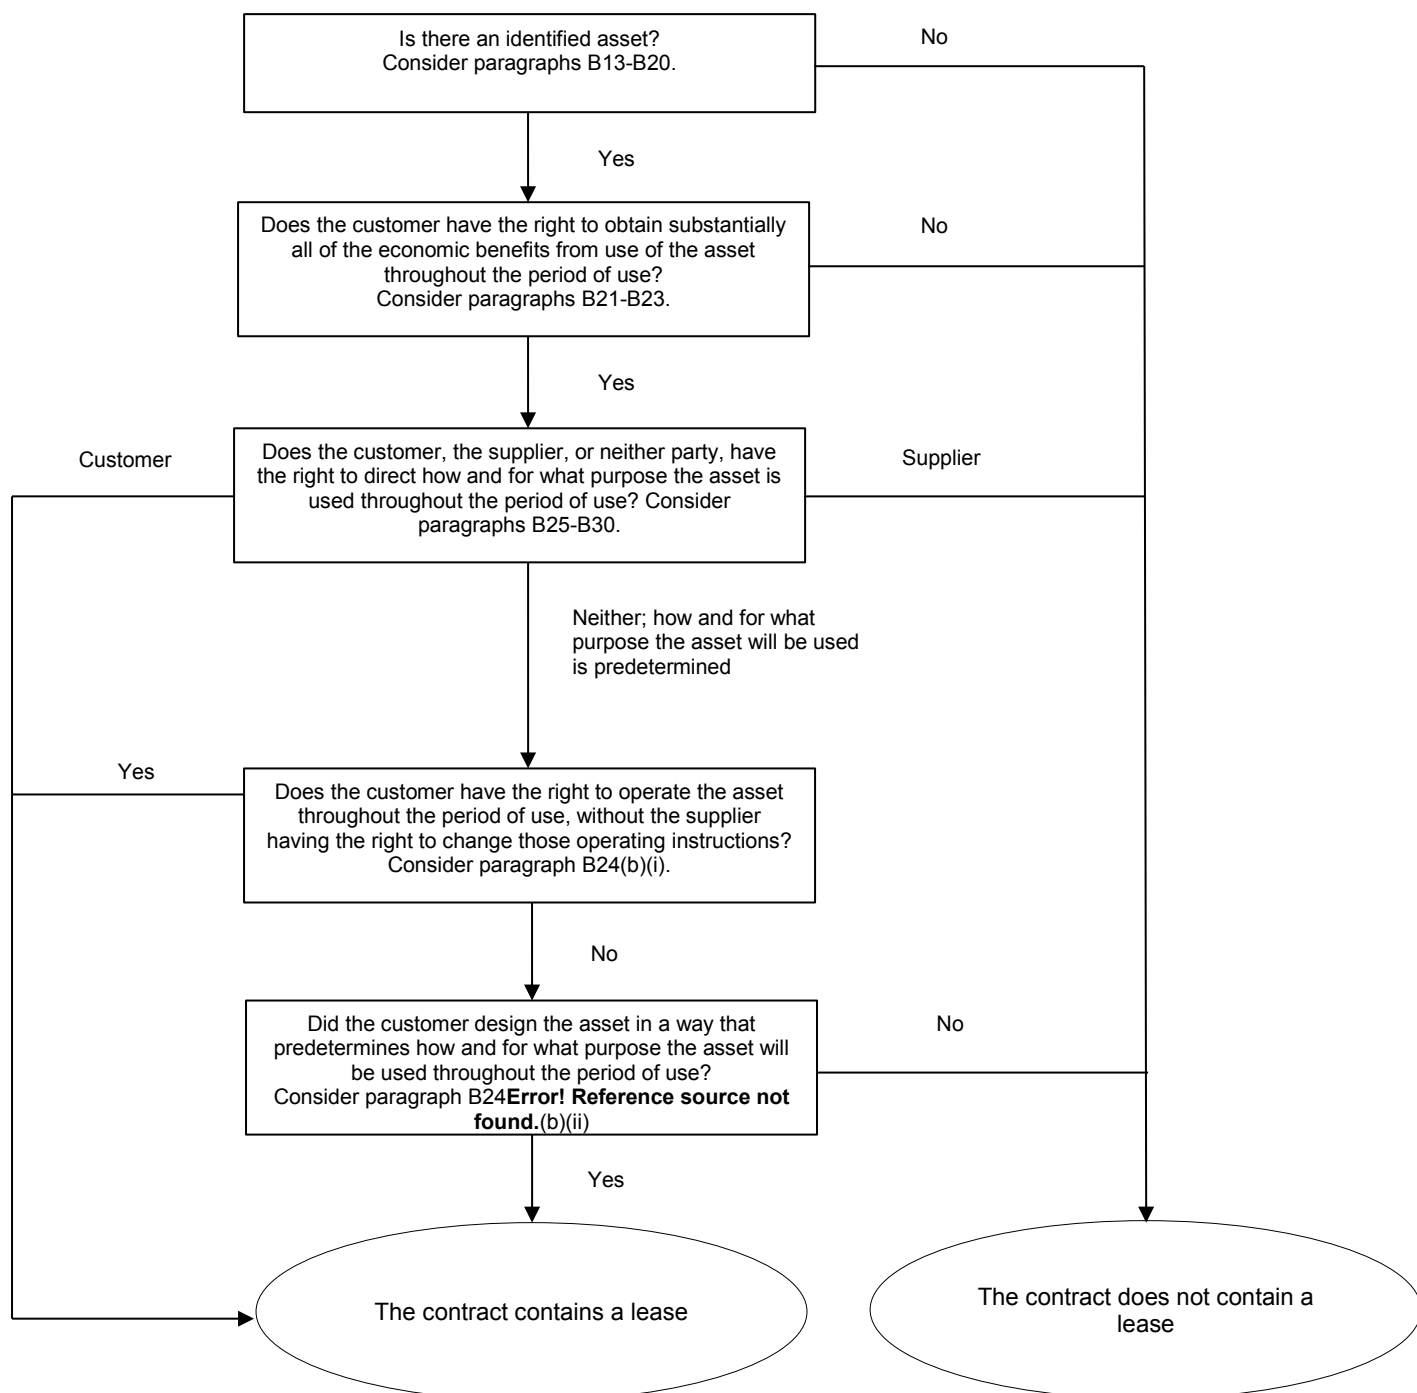 Is there an identified asset?
Consider paragraphs B13-B20.
No
Yes
Does the customer have the right to obtain substantially
all of the economic benefits from use of the asset
throughout the period of use?
Consider paragraphs B21-B23.
No
Yes
Customer
Does the customer, the supplier, or neither party, have
the right to direct how and for what purpose the asset is
used throughout the period of use? Consider
paragraphs B25-B30.
Supplier
Neither; how and for what
purpose the asset will be used
is predetermined
Yes
Does the customer have the right to operate the asset
throughout the period of use, without the supplier
having the right to change those operating instructions?
Consider paragraph B24(b)(i).
No
Did the customer design the asset in a way that
predetermines how and for what purpose the asset will
be used throughout the period of use?
Consider paragraph B24Error! Reference source not
found.(b)(ii)
No
Yes
The contract contains a lease
The contract does not contain a
lease